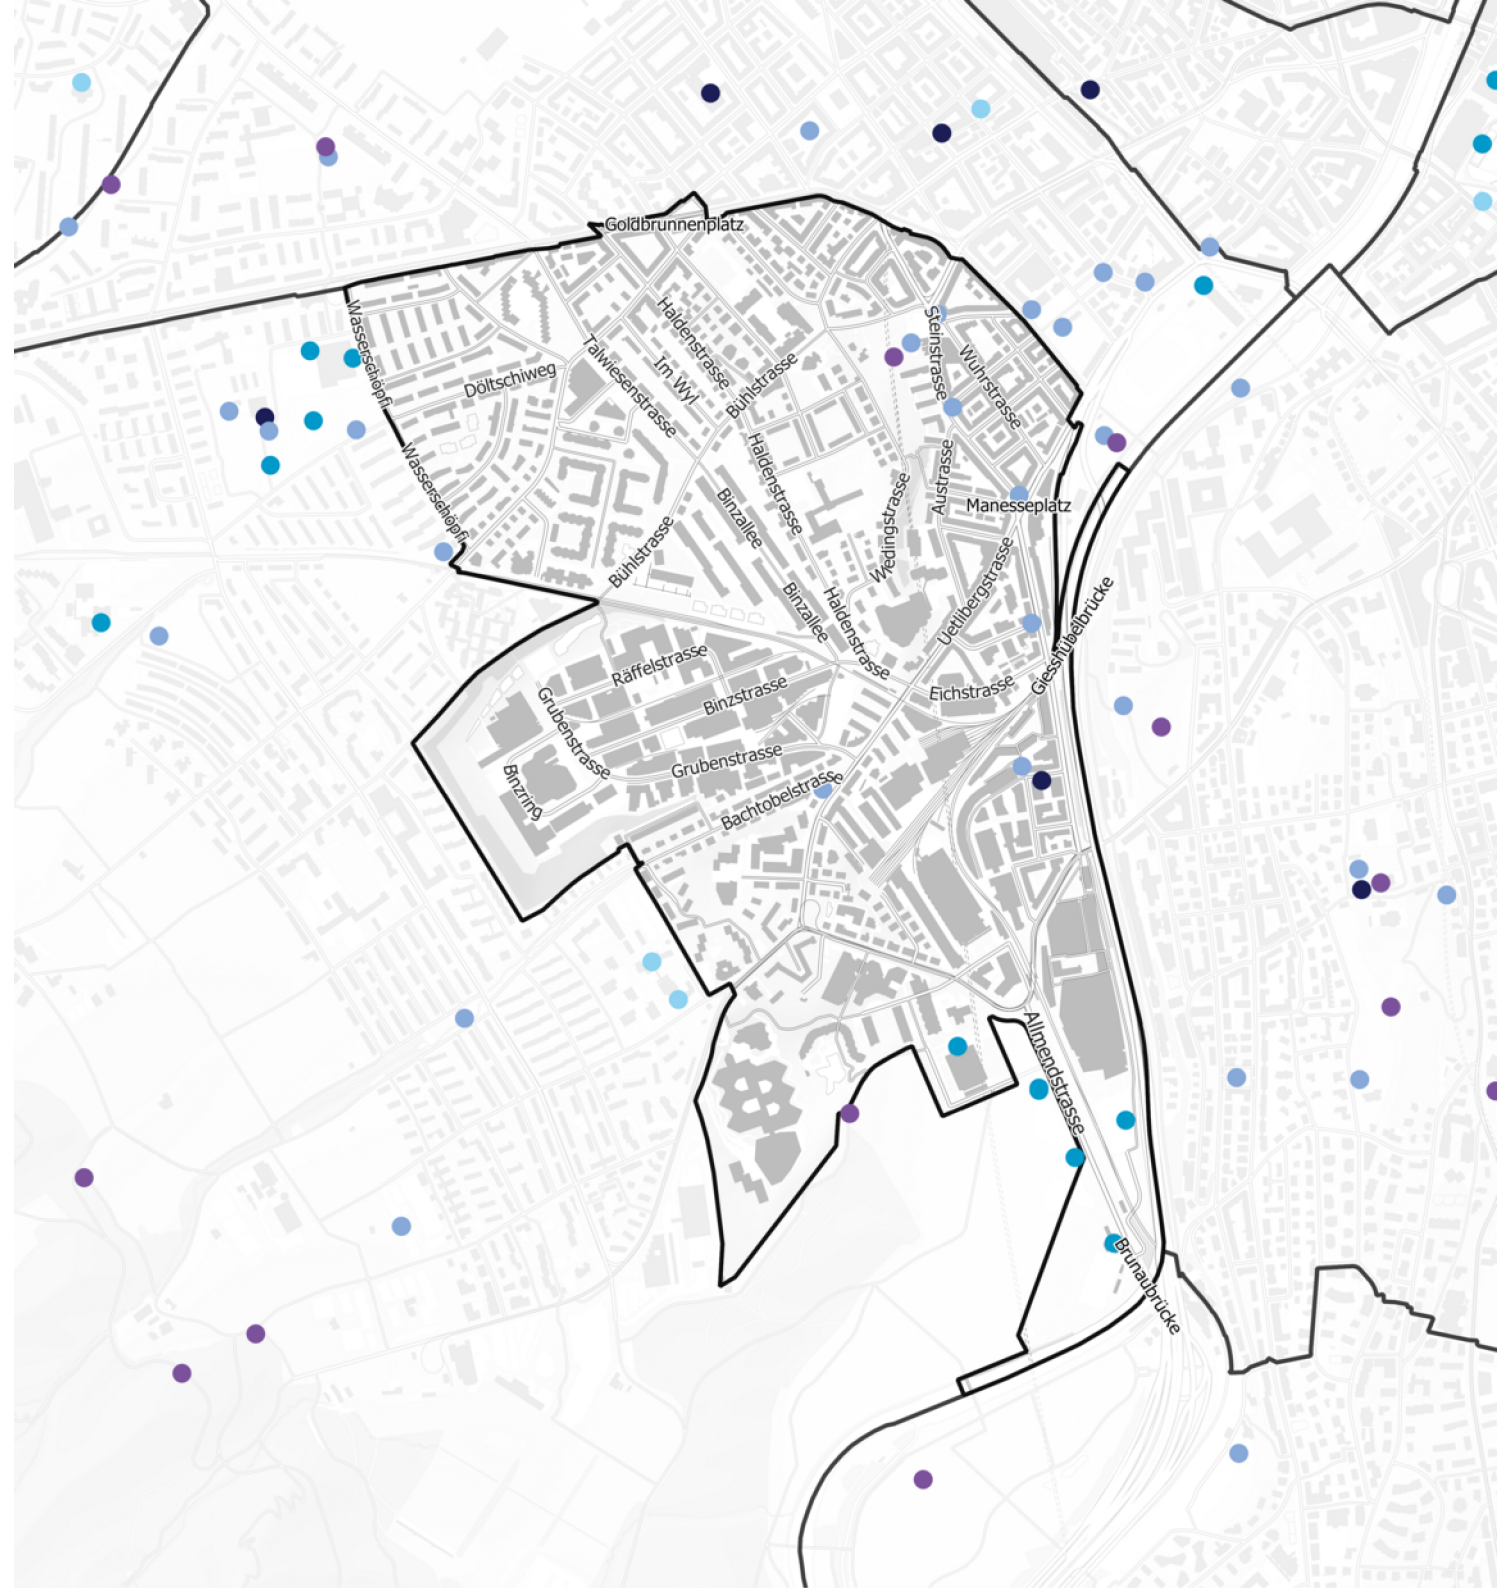 Goldbrunnenplatz
Wasserschöpfi
Haldenstrasse
Steinstrasse
Talwiesenstrasse
Im Wyl
Wuhrstrasse
Döltschiweg
Bühlstrasse
Wasserschöpfi
Haldenstrasse
Austrasse
Binzallee
Wedingstrasse
Manesseplatz
Bühlstrasse
Uetlibergstrasse
Binzallee
Haldenstrasse
Giesshübelbrücke
Räffelstrasse
Binzstrasse
Eichstrasse
Grubenstrasse
Grubenstrasse
Binzring
Bachtobelstrasse
Allmendstrasse
Brunaubrücke